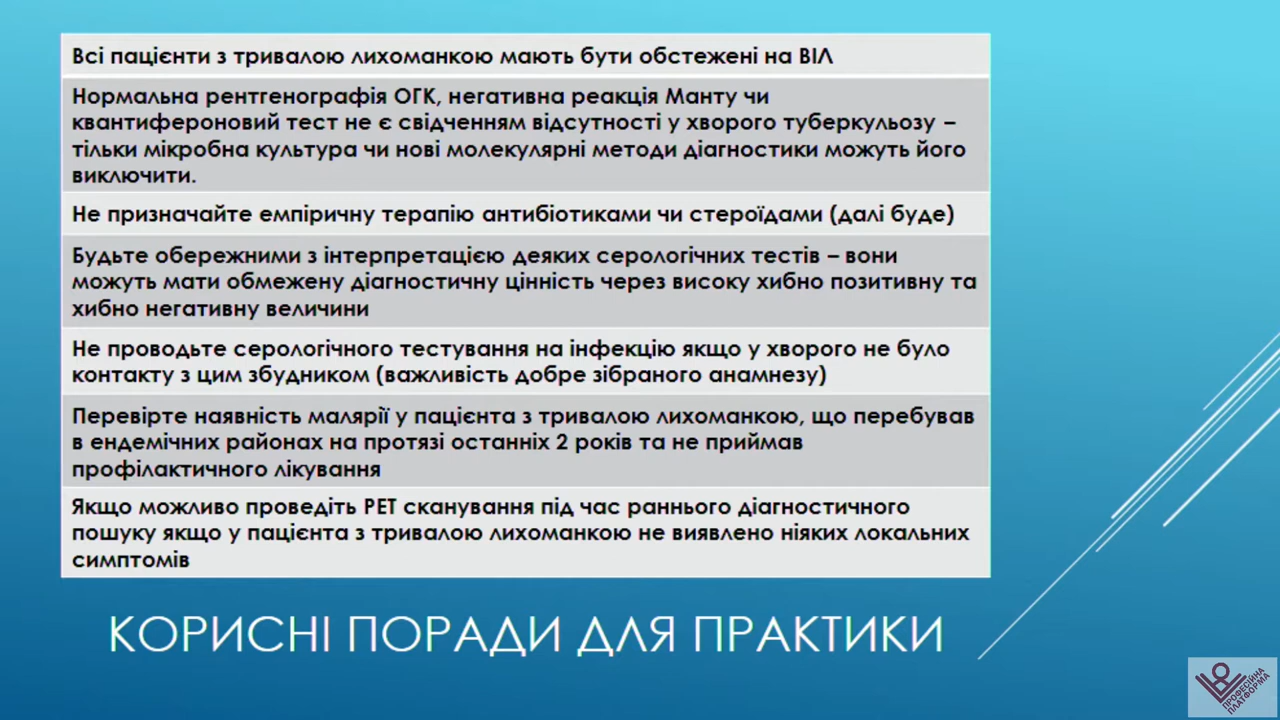 Всі пацієнти з тривалою лихоманкою мають бути обстежені на ВІЛ
Нормальна рентгенографія ОГК, негативна реакція Манту чи
квантифероновий тест не є свідченням відсутності у хворого туберкульозу –
тільки мікробна культура чи нові молекулярні методи діагностики можуть його
виключити.
Не призначайте емпіричну терапію антибіотиками чи стероїдами (далі буде)
Будьте обережними з інтерпретацією деяких серологічних тестів – вони
можуть мати обмежену діагностичну цінність через високу хибно позитивну та
хибно негативну величини
Не проводьте серологічного тестування на інфекцію якщо у хворого не було
контакту з цим збудником (важливість добре зібраного анамнезу)
Перевірте наявність малярії у пацієнта з тривалою лихоманкою, що перебував
в ендемічних районах на протязі останніх 2 років та не приймав
профілактичного лікування
Якщо можливо проведіть PET сканування під час раннього діагностичного
пошуку якщо у пацієнта з тривалою лихоманкою не виявлено ніяких локальних
симптомів
КОРИСНІ ПОРАДИ ДЛЯ ПРАКТИКИ
ПРОФЕСІЙНА
ПЛАТФОРМА